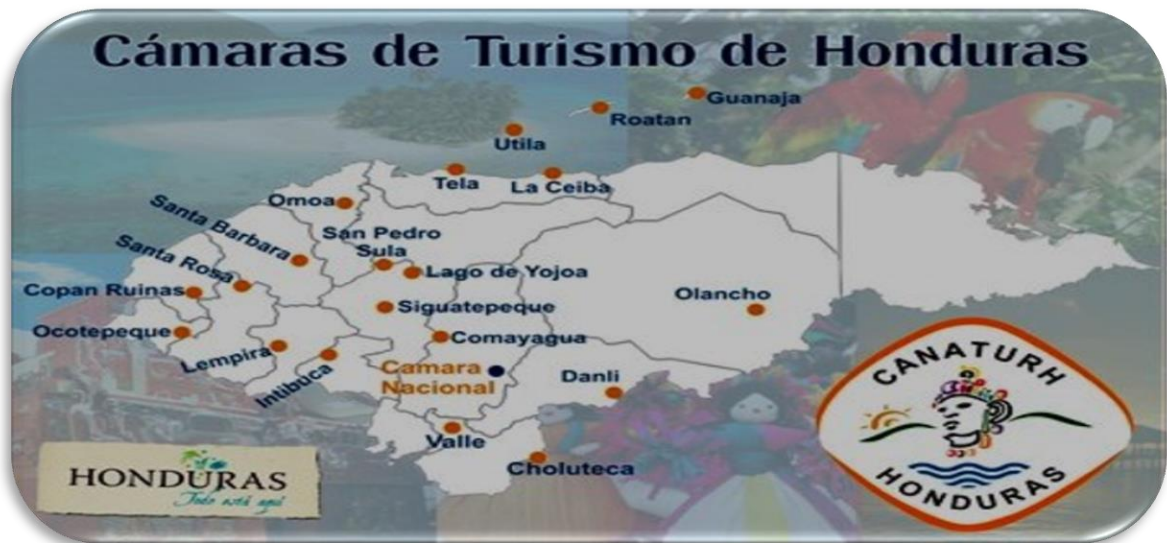 Cámaras de Turismo de Honduras
Guanaja
Roatan
Utila
Tela
La Ceiba
Omoa
Santa Barbara
San Pedro
Sula
Santa Rosa
Lago de Yojoa
Copan Ruinas
Olancho
Siguatepeque
Ocotepeque
Comayagua
Lempira
Intibuca
Camara
Nacional
Danli
Valle
Choluteca
HONDURAS
Todo está aquí
CANATURH
HONDURAS